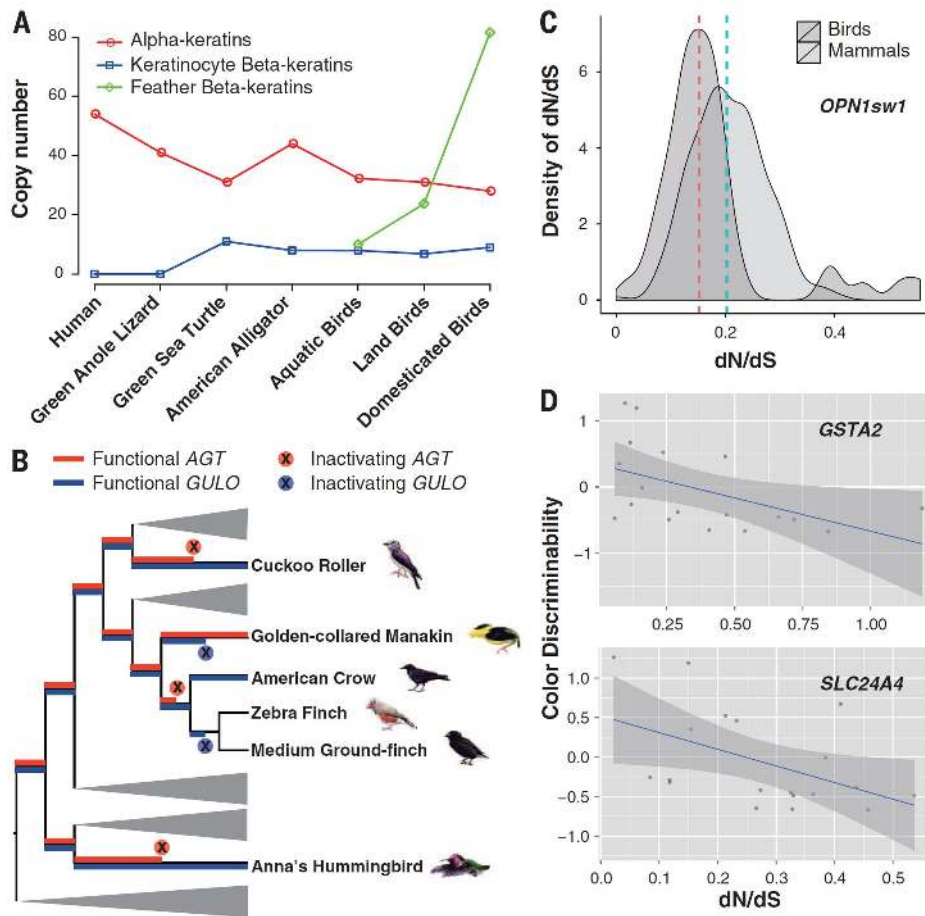 A
80
60
40
20
0
Copy number
Alpha-keratins
Keratinocyte Beta-keratins
Feather Beta-keratins
Human
Green Anole Lizard
Green Sea Turtle
American Alligator
Aquatic Birds
Land Birds
Domesticated Birds
B
Functional AGT
Functional GULO
X Inactivating AGT
X Inactivating GULO
X
Cuckoo Roller
Golden-collared Manakin
X
American Crow
X
Zebra Finch
X
Medium Ground-finch
X
Anna's Hummingbird
C
Birds
Mammals
OPN1sw1
Density of dN/dS
6
4
2
0
0
0.2
0.4
dN/dS
D
GSTA2
Color Discriminability
1
0
−1
0.25
0.50
0.75
1.00
SLC24A4
1.0
0.5
0.0
−0.5
−1.0
0.0
0.1
0.2
0.3
0.4
0.5
dN/dS